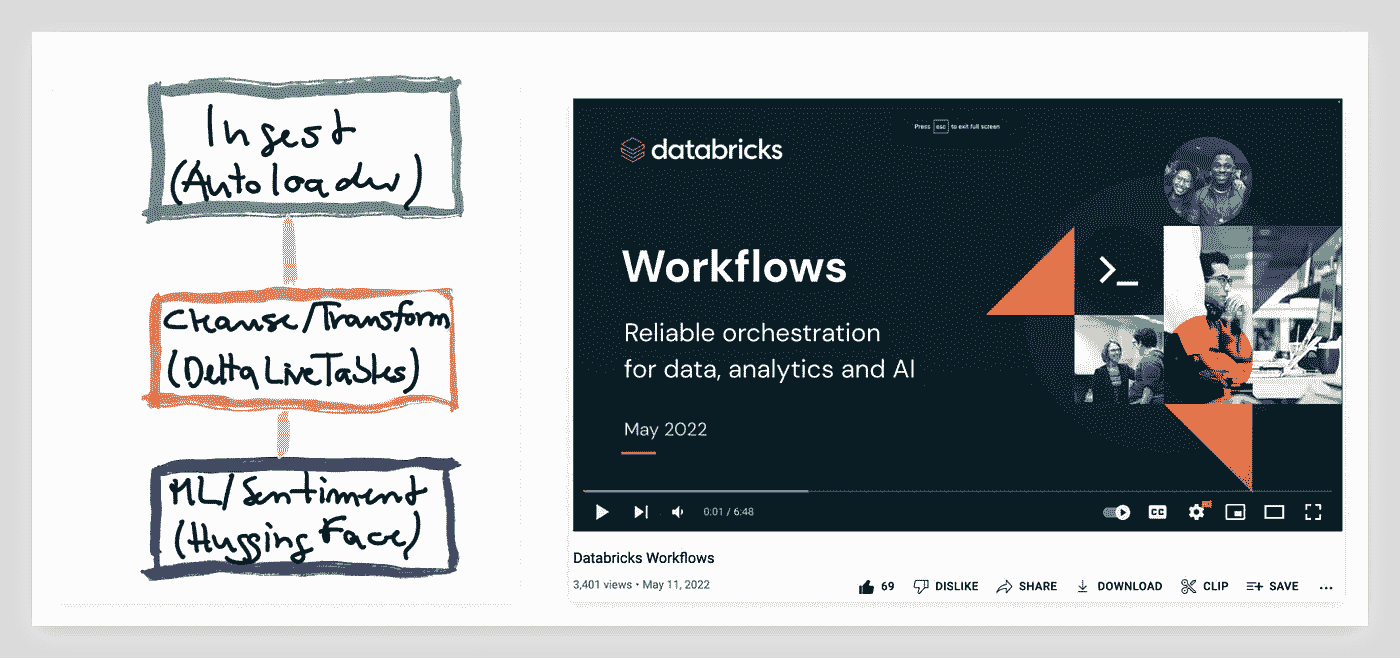 Ingest
(Autoloader)
Cleanse/Transform
(Delta Live Tables)
ML/Sentiment
(Hugging Face)
Press esc to exit full screen
databricks
Workflows
>_
Reliable orchestration
for data, analytics and AI
May 2022
0:01 / 6:48
CC
Databricks Workflows
3,401 views • May 11, 2022
69 DISLIKE SHARE DOWNLOAD CLIP SAVE ...